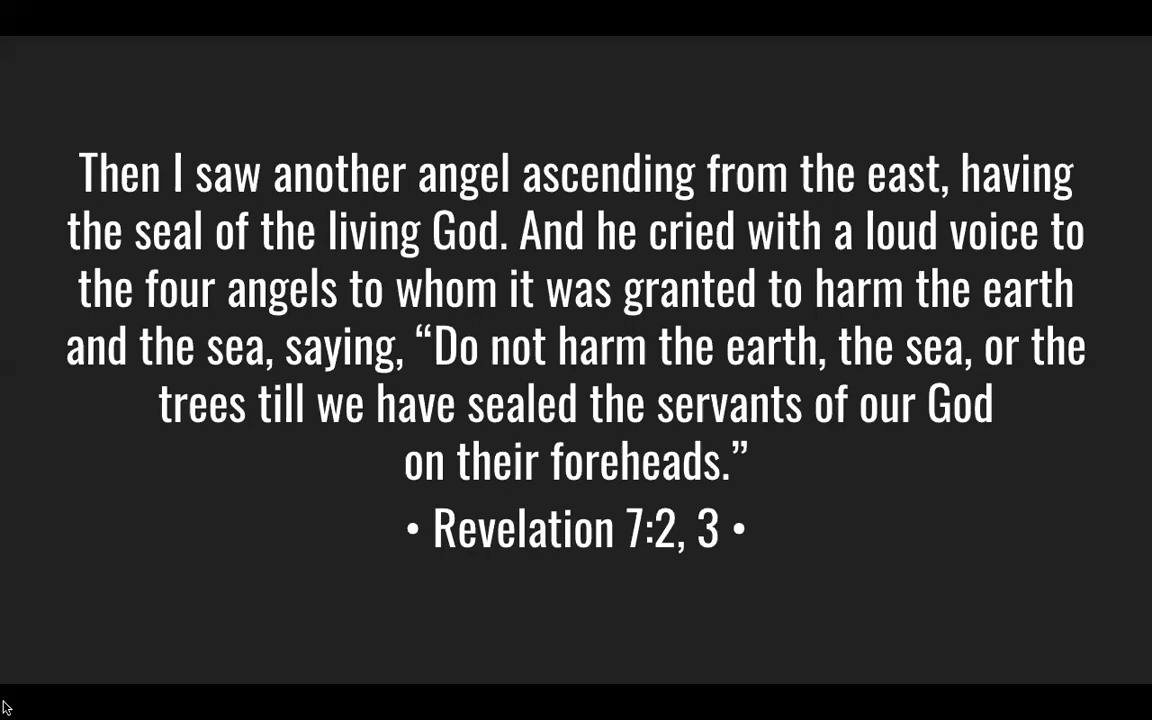 Then I saw another angel ascending from the east, having
the seal of the living God. And he cried with a loud voice to
the four angels to whom it was granted to harm the earth
and the sea, saying, “Do not harm the earth, the sea, or the
trees till we have sealed the servants of our God
on their foreheads.”
• Revelation 7:2, 3 •